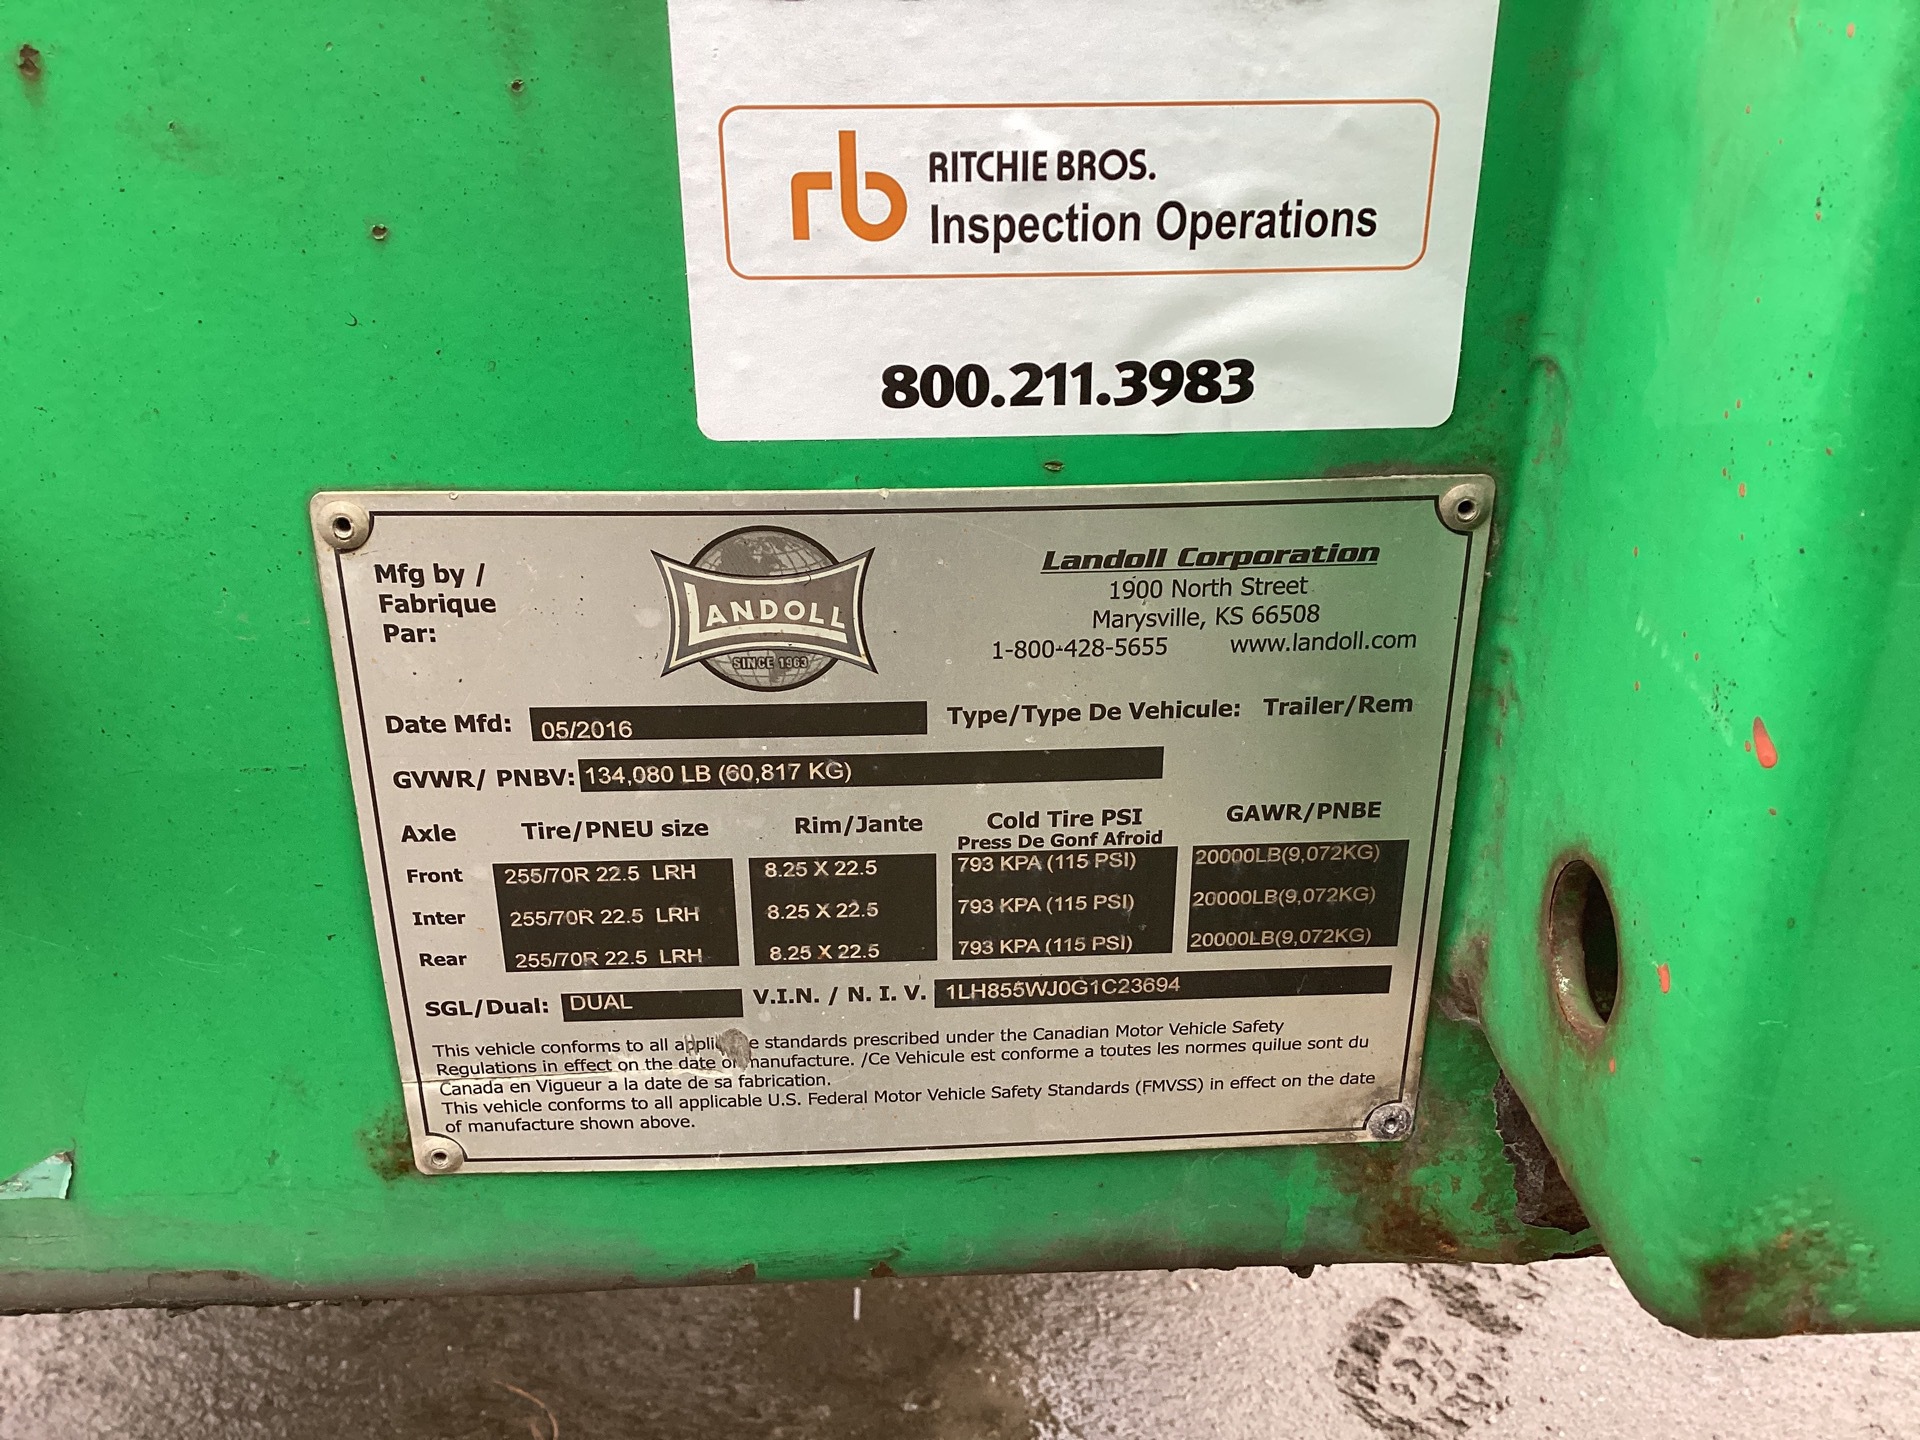 rb RITCHIE BROS.
Inspection Operations
800.211.3983
Mfg by /
Fabrique
Par:
LANDOLL
SINCE 1963
Landoll Corporation
1900 North Street
Marysville, KS 66508
1-800-428-5655 www.landoll.com
Date Mfd: 05/2016 Type/Type De Vehicule: Trailer/Rem
GVWR/ PNBV: 134,080 LB (60,817 KG)
Axle Tire/PNEU size Rim/Jante Cold Tire PSI GAWR/PNBE
Press De Gonf Afroid
Front 255/70R 22.5 LRH 8.25 X 22.5 793 KPA (115 PSI) 20000LB(9,072KG)
Inter 255/70R 22.5 LRH 8.25 X 22.5 793 KPA (115 PSI) 20000LB(9,072KG)
Rear 255/70R 22.5 LRH 8.25 X 22.5 793 KPA (115 PSI) 20000LB(9,072KG)
SGL/Dual: DUAL V.I.N. / N. I. V. 1LH855WJ0G1C23694
This vehicle conforms to all standards prescribed under the Canadian Motor Vehicle Safety
Regulations in effect on the date of manufacture. /Ce Vehicule est conforme a toutes les normes quilue sont du
Canada en Vigueur a la date de sa fabrication.
This vehicle conforms to all applicable U.S. Federal Motor Vehicle Safety Standards (FMVSS) in effect on the date
of manufacture shown above.